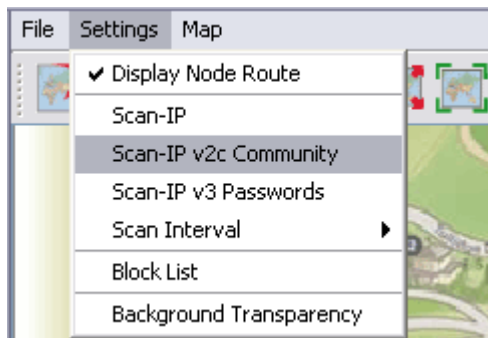 File Settings Map
Display Node Route
Scan-IP
Scan-IP v2c Community
Scan-IP v3 Passwords
Scan Interval
Block List
Background Transparency